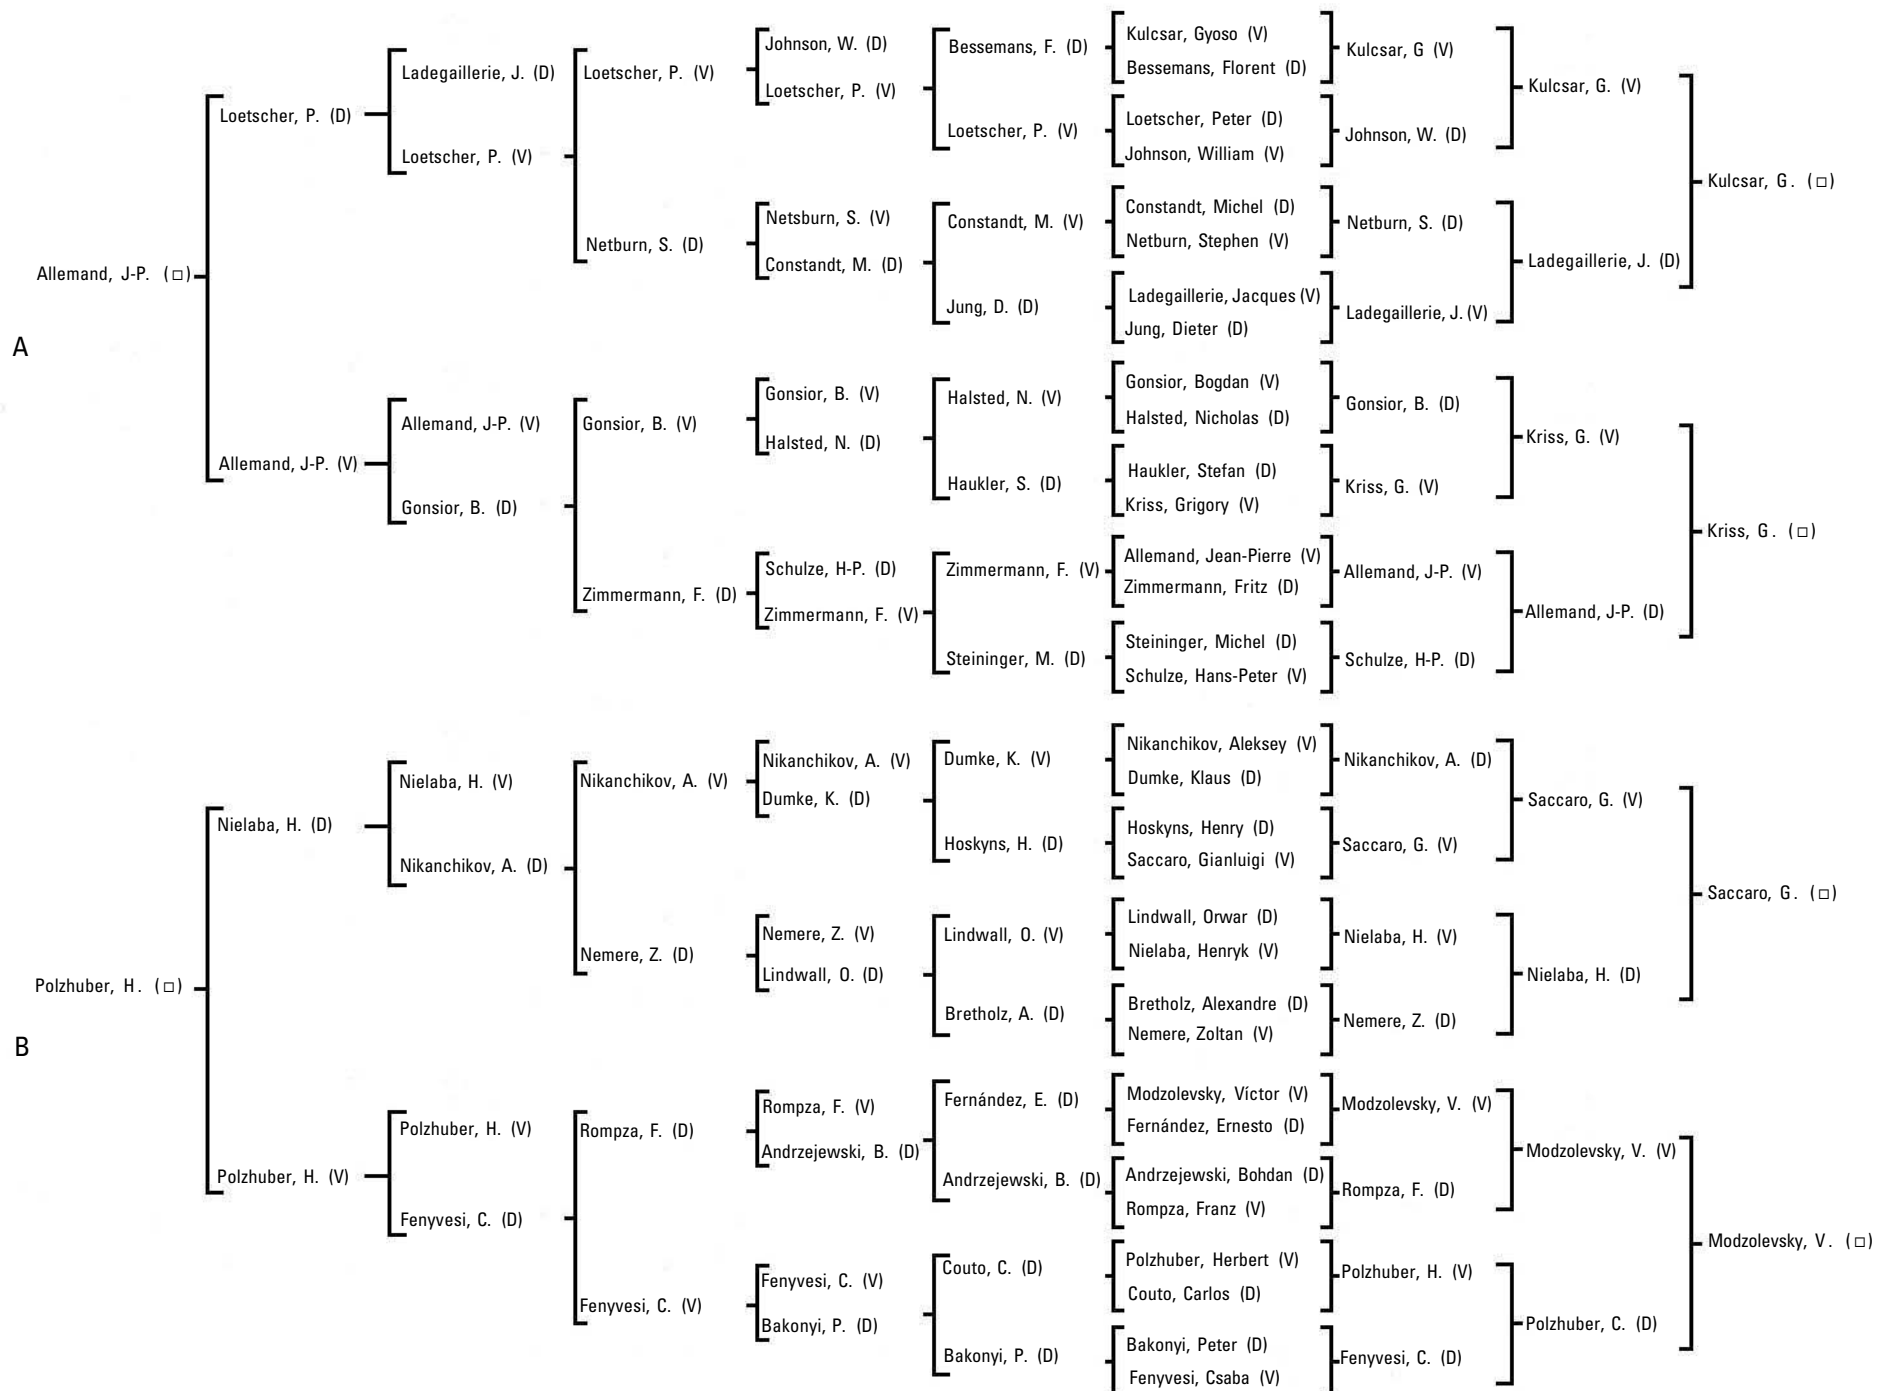 A
Allemand, J-P. (□)
Loetscher, P. (D)
Allemand, J-P. (V)
Ladegaillerie, J. (D)
Loetscher, P. (V)
Allemand, J-P. (V)
Gonsior, B. (D)
Loetscher, P. (V)
Netburn, S. (D)
Gonsior, B. (V)
Zimmermann, F. (D)
Johnson, W. (D)
Loetscher, P. (V)
Netsburn, S. (V)
Constandt, M. (D)
Gonsior, B. (V)
Halsted, N. (D)
Schulze, H-P. (D)
Zimmermann, F. (V)
Bessemans, F. (D)
Loetscher, P. (V)
Constandt, M. (V)
Jung, D. (D)
Halsted, N. (V)
Haukler, S. (D)
Zimmermann, F. (V)
Steininger, M. (D)
Kulcsar, Gyoso (V)
Bessemans, Florent (D)
Loetscher, Peter (D)
Johnson, William (V)
Constandt, Michel (D)
Netburn, Stephen (V)
Ladegaillerie, Jacques (V)
Jung, Dieter (D)
Gonsior, Bogdan (V)
Halsted, Nicholas (D)
Haukler, Stefan (D)
Kriss, Grigory (V)
Allemand, Jean-Pierre (V)
Zimmermann, Fritz (D)
Steininger, Michel (D)
Schulze, Hans-Peter (V)
Kulcsar, G (V)
Johnson, W. (D)
Netburn, S. (D)
Ladegaillerie, J. (V)
Gonsior, B. (D)
Kriss, G. (V)
Allemand, J-P. (V)
Schulze, H-P. (D)
Kulcsar, G. (V)
Ladegaillerie, J. (D)
Kriss, G. (V)
Allemand, J-P. (D)
Kulcsar, G. (□)
Kriss, G. (□)
B
Polzhuber, H. (□)
Nielaba, H. (D)
Polzhuber, H. (V)
Nielaba, H. (V)
Nikanchikov, A. (D)
Polzhuber, H. (V)
Fenyvesi, C. (D)
Nikanchikov, A. (V)
Nemere, Z. (D)
Rompza, F. (D)
Fenyvesi, C. (V)
Nikanchikov, A. (V)
Dumke, K. (D)
Nemere, Z. (V)
Lindwall, O. (D)
Rompza, F. (V)
Andrzejewski, B. (D)
Fenyvesi, C. (V)
Bakonyi, P. (D)
Dumke, K. (V)
Hoskyns, H. (D)
Lindwall, O. (V)
Bretholz, A. (D)
Fernández, E. (D)
Andrzejewski, B. (D)
Couto, C. (D)
Bakonyi, P. (D)
Nikanchikov, Aleksey (V)
Dumke, Klaus (D)
Hoskyns, Henry (D)
Saccaro, Gianluigi (V)
Lindwall, Orwar (D)
Nielaba, Henryk (V)
Bretholz, Alexandre (D)
Nemere, Zoltan (V)
Modzolevsky, Víctor (V)
Fernández, Ernesto (D)
Andrzejewski, Bohdan (D)
Rompza, Franz (V)
Polzhuber, Herbert (V)
Couto, Carlos (D)
Bakonyi, Peter (D)
Fenyvesi, Csaba (V)
Nikanchikov, A. (D)
Saccaro, G. (V)
Nielaba, H. (V)
Nemere, Z. (D)
Modzolevsky, V. (V)
Rompza, F. (D)
Polzhuber, H. (V)
Fenyvesi, C. (D)
Saccaro, G. (V)
Nielaba, H. (D)
Modzolevsky, V. (V)
Polzhuber, C. (D)
Saccaro, G. (□)
Modzolevsky, V. (□)